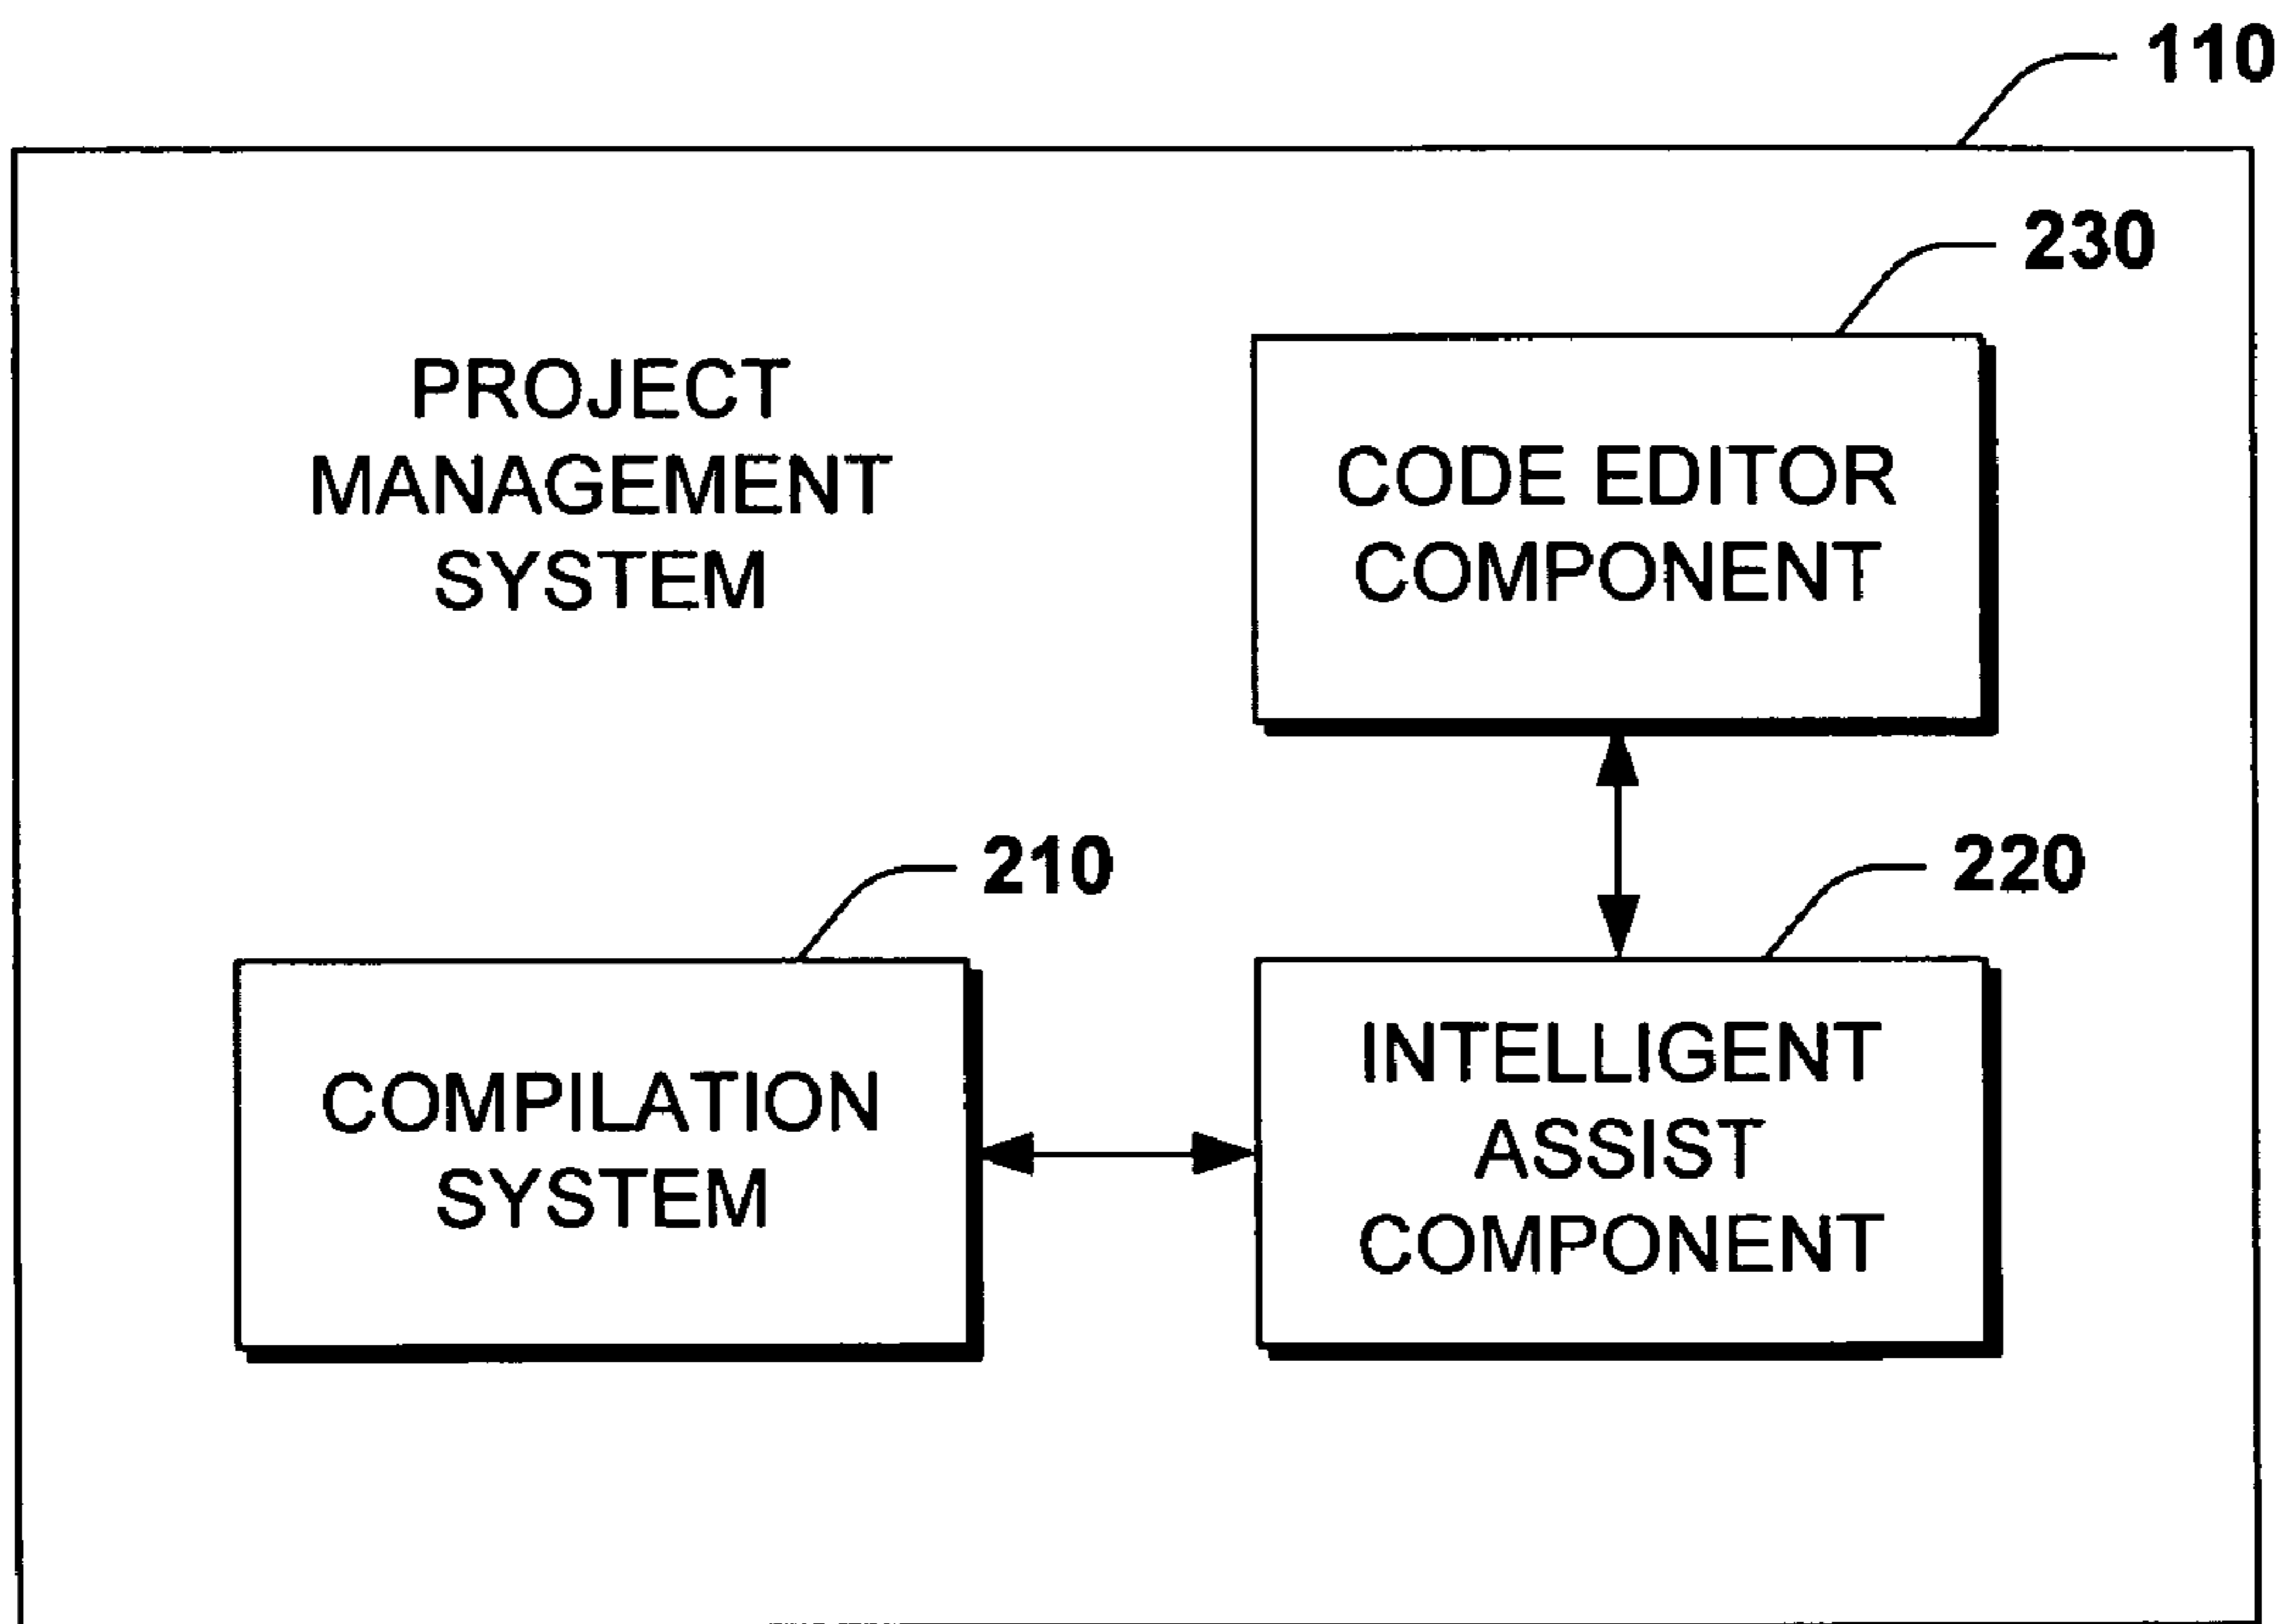 110
230
PROJECT
MANAGEMENT
SYSTEM
CODE EDITOR
COMPONENT
210
220
COMPILATION
SYSTEM
INTELLIGENT
ASSIST
COMPONENT